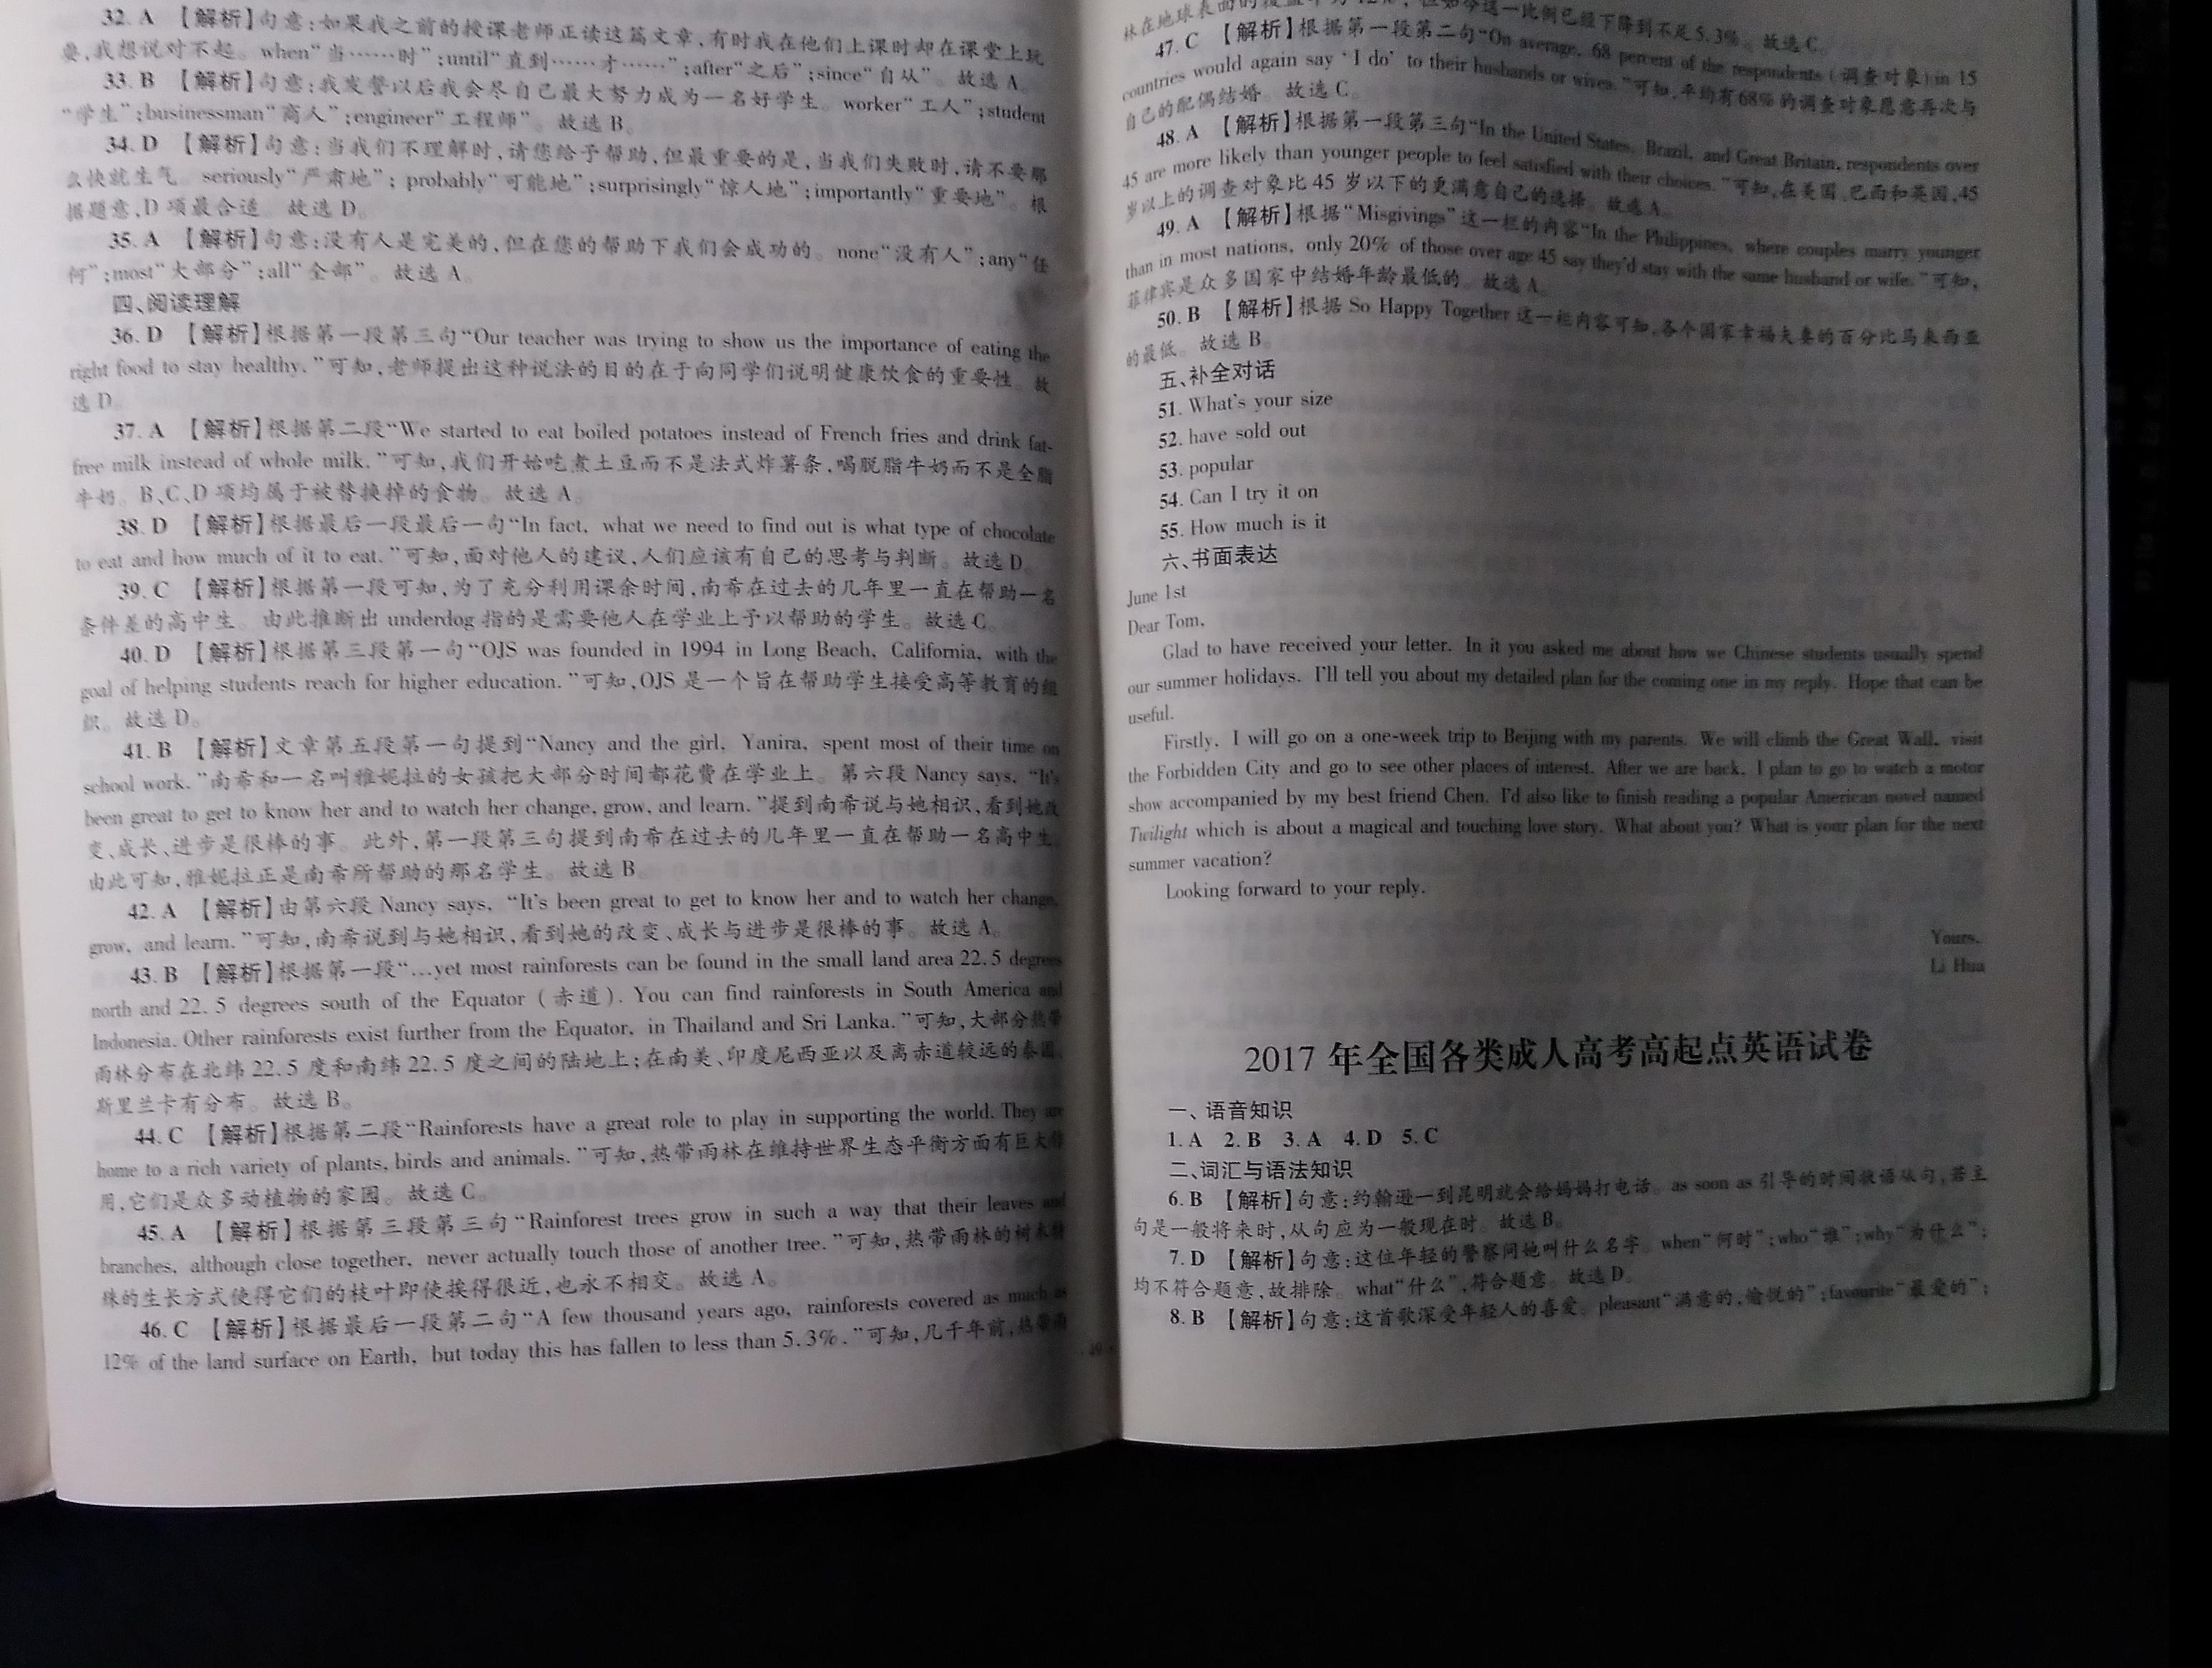 32. A 【解析】句意:如果我之前的授课老师正读这篇文章,有时我在他们上课时却在课堂上玩
耍,我想说对不起。when“当……时”;until“直到……才……”;after“之后”;since“自从”。故选 A。
33. B 【解析】句意:我发誓以后我会尽自己最大努力成为一名好学生。worker“工人”;student
“学生”;businessman“商人”;engineer“工程师”。故选 B。
34. D 【解析】句意:当我们不理解时,请您给予帮助,但最重要的是,当我们失败时,请不要那
么快就生气。seriously“严肃地”; probably“可能地”;surprisingly“惊人地”;importantly“重要地”。根
据题意,D 项最合适。故选 D。
35. A 【解析】句意:没有人是完美的,但在您的帮助下我们会成功的。none“没有人”;any“任
何”;most“大部分”;all“全部”。故选 A。
四、阅读理解
36. D 【解析】根据第一段第三句“Our teacher was trying to show us the importance of eating the
right food to stay healthy.”可知,老师提出这种说法的目的在于向同学们说明健康饮食的重要性。故
选 D。
37. A 【解析】根据第二段“We started to eat boiled potatoes instead of French fries and drink fat-
free milk instead of whole milk.”可知,我们开始吃煮土豆而不是法式炸薯条,喝脱脂牛奶而不是全脂
牛奶。B、C、D 项均属于被替换掉的食物。故选 A。
38. D 【解析】根据最后一段最后一句“In fact, what we need to find out is what type of chocolate
to eat and how much of it to eat.”可知,面对他人的建议,人们应该有自己的思考与判断。故选 D。
39. C 【解析】根据第一段可知,为了充分利用课余时间,南希在过去的几年里一直在帮助一名
条件差的高中生。由此推断出 underdog 指的是需要他人在学业上予以帮助的学生。故选 C。
40. D 【解析】根据第三段第一句“OJS was founded in 1994 in Long Beach, California, with the
goal of helping students reach for higher education.”可知,OJS 是一个旨在帮助学生接受高等教育的组
织。故选 D。
41. B 【解析】文章第五段第一句提到“Nancy and the girl, Yanira, spent most of their time on
school work.”南希和一名叫雅妮拉的女孩把大部分时间都花费在学业上。第六段 Nancy says, “It's
been great to get to know her and to watch her change, grow, and learn.”提到南希说与她相识,看到她改
变、成长、进步是很棒的事。此外,第一段第三句提到南希在过去的几年里一直在帮助一名高中生。
由此可知,雅妮拉正是南希所帮助的那名学生。故选 B。
42. A 【解析】由第六段 Nancy says, “It's been great to get to know her and to watch her change,
grow, and learn.”可知,南希说到与她相识,看到她的改变、成长与进步是很棒的事。故选 A。
43. B 【解析】根据第一段“…yet most rainforests can be found in the small land area 22.5 degrees
north and 22.5 degrees south of the Equator (赤道). You can find rainforests in South America and
Indonesia. Other rainforests exist further from the Equator, in Thailand and Sri Lanka.”可知,大部分热带
雨林分布在北纬 22.5 度和南纬 22.5 度之间的陆地上;在南美、印度尼西亚以及离赤道较远的泰国、
斯里兰卡有分布。故选 B。
44. C 【解析】根据第二段“Rainforests have a great role to play in supporting the world. They are
home to a rich variety of plants, birds and animals.”可知,热带雨林在维持世界生态平衡方面有巨大作
用,它们是众多动植物的家园。故选 C。
45. A 【解析】根据第三段第三句“Rainforest trees grow in such a way that their leaves and
branches, although close together, never actually touch those of another tree.”可知,热带雨林的树木特
殊的生长方式使得它们的枝叶即使挨得很近,也永不相交。故选 A。
46. C 【解析】根据最后一段第二句“A few thousand years ago, rainforests covered as much as
12% of the land surface on Earth, but today this has fallen to less than 5.3%.”可知,几千年前,热带雨
林在地球表面的覆盖率为 12%,但如今这一比例已经下降到不足 5.3%。故选 C。
47. C 【解析】根据第一段第二句“On average, 68 percent of the respondents (调查对象) in 15
countries would again say ‘I do’ to their husbands or wives.”可知,平均有 68% 的调查对象愿意再次与
自己的配偶结婚。故选 C。
48. A 【解析】根据第一段第三句“In the United States, Brazil, and Great Britain, respondents over
45 are more likely than younger people to feel satisfied with their choices.”可知,在美国、巴西和英国,45
岁以上的调查对象比 45 岁以下的更满意自己的选择。故选 A。
49. A 【解析】根据“Misgivings”这一栏的内容“In the Philippines, where couples marry younger
than in most nations, only 20% of those over age 45 say they'd stay with the same husband or wife.”可知,
菲律宾是众多国家中结婚年龄最低的。故选 A。
50. B 【解析】根据 So Happy Together 这一栏内容可知,各个国家幸福夫妻的百分比马来西亚
的最低。故选 B。
五、补全对话
51. What's your size
52. have sold out
53. popular
54. Can I try it on
55. How much is it
六、书面表达
June 1st
Dear Tom,
Glad to have received your letter. In it you asked me about how we Chinese students usually spend
our summer holidays. I'll tell you about my detailed plan for the coming one in my reply. Hope that can be
useful.
Firstly, I will go on a one-week trip to Beijing with my parents. We will climb the Great Wall, visit
the Forbidden City and go to see other places of interest. After we are back, I plan to go to watch a motor
show accompanied by my best friend Chen. I'd also like to finish reading a popular American novel named
Twilight which is about a magical and touching love story. What about you? What is your plan for the next
summer vacation?
Looking forward to your reply.
Yours,
Li Hua
2017 年全国各类成人高考高起点英语试卷
一、语音知识
1. A 2. B 3. A 4. D 5. C
二、词汇与语法知识
6. B 【解析】句意:约翰逊一到昆明就会给妈妈打电话。as soon as 引导的时间状语从句,若主
句是一般将来时,从句应为一般现在时。故选 B。
7. D 【解析】句意:这位年轻的警察问她叫什么名字。when“何时”;who“谁”;why“为什么”;
均不符合题意,故排除。what“什么”,符合题意。故选 D。
8. B 【解析】句意:这首歌深受年轻人的喜爱。pleasant“满意的,愉悦的”;favourite“最爱的”;